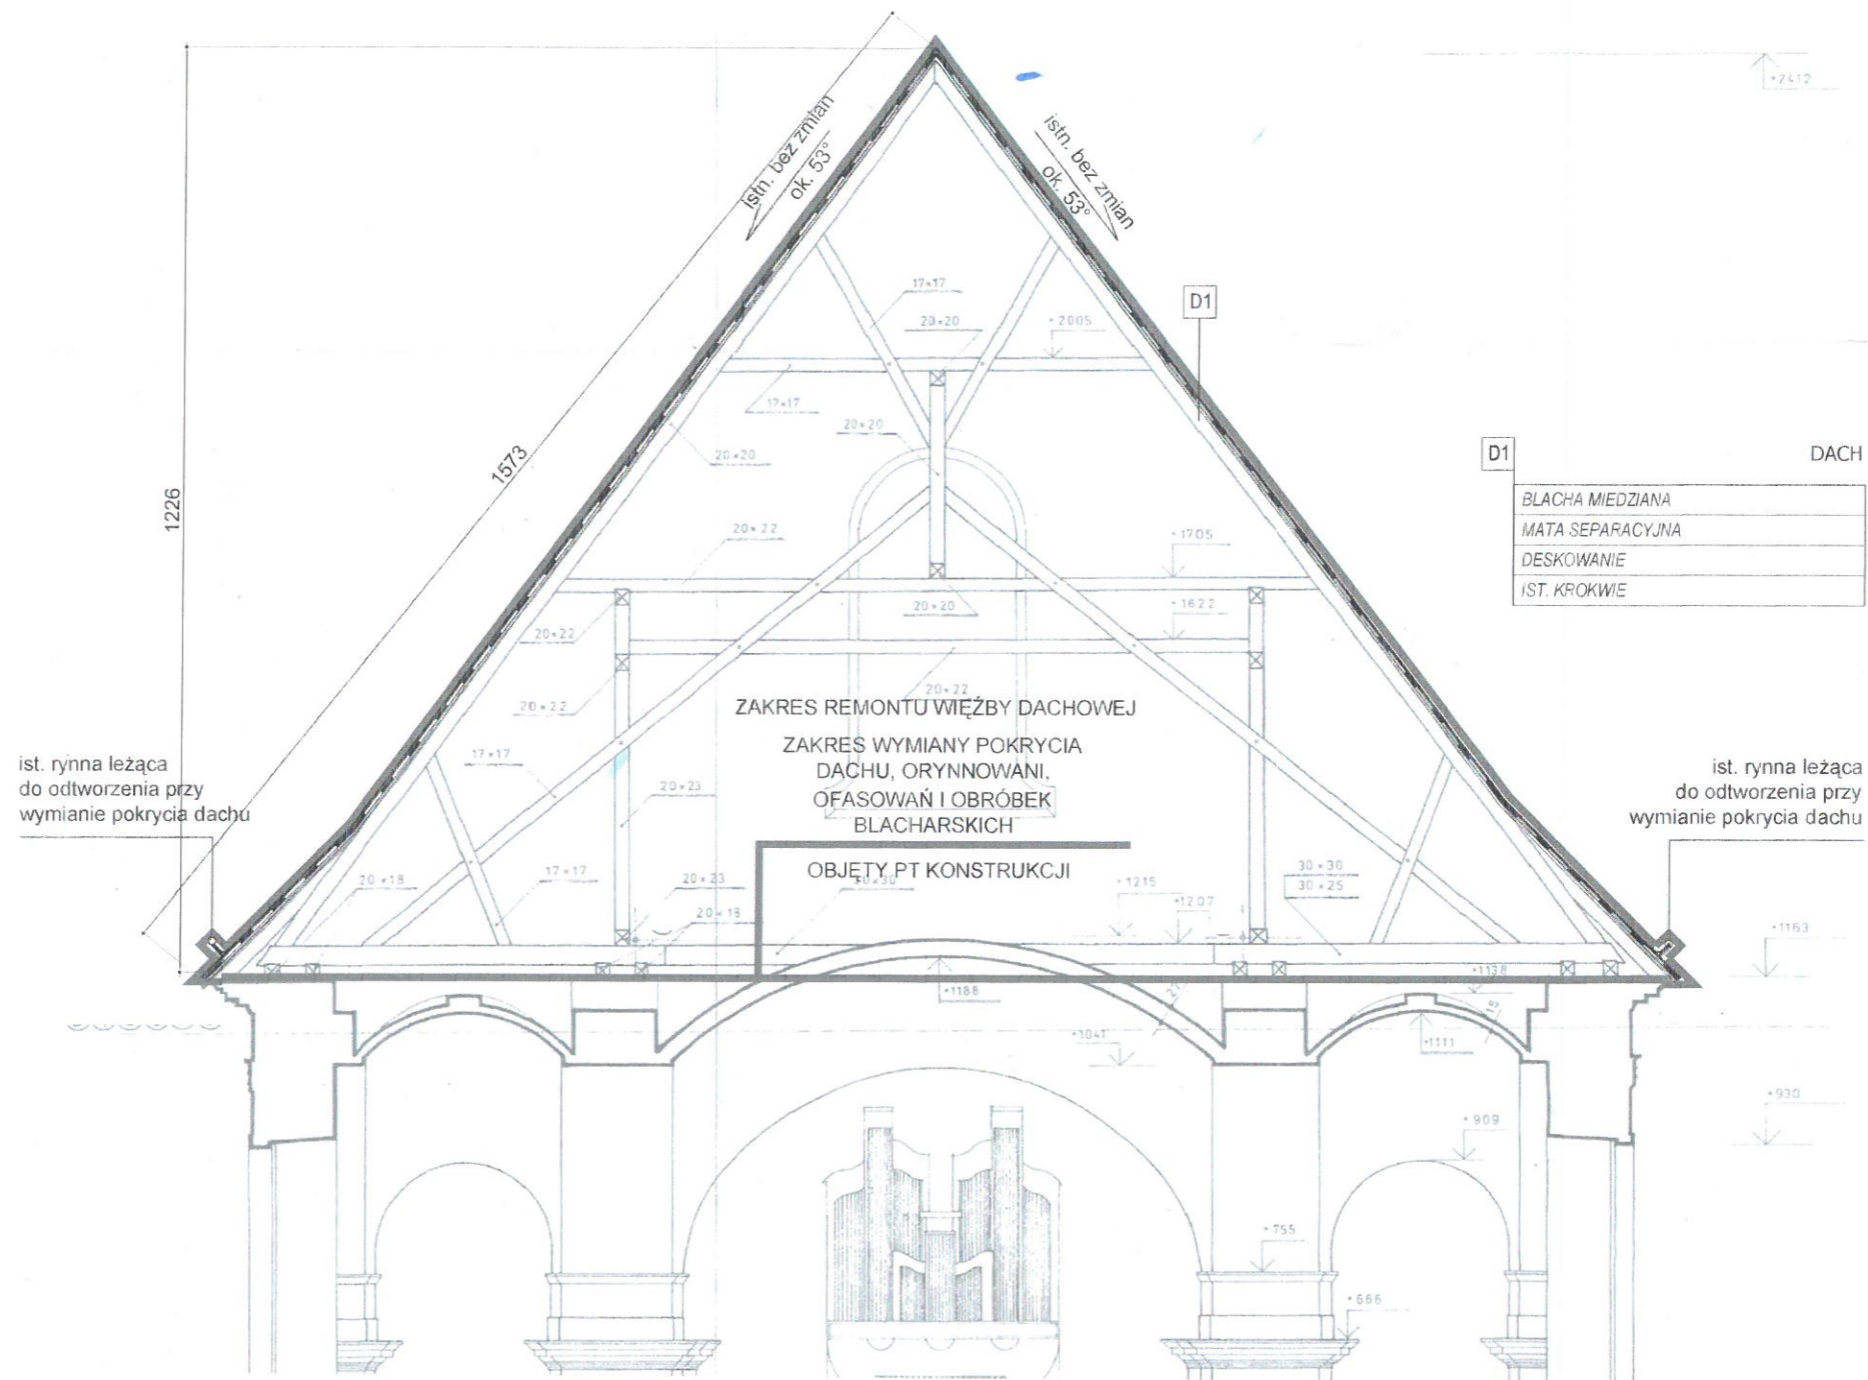 +2412
istn. bez zmian
ok. 53°
istn. bez zmian
ok. 53°
17×17
20×20
+2005
D1
17×17
20×20
20×20
1573
1226
D1 DACH
BLACHA MIEDZIANA
MATA SEPARACYJNA
DESKOWANIE
IST. KROKWIE
20×22
+1705
20×20
+1622
20×22
20×22
20×22
ZAKRES REMONTU WIĘŹBY DACHOWEJ
ZAKRES WYMIANY POKRYCIA
DACHU, ORYNNOWANI,
OFASOWAŃ I OBRÓBEK
BLACHARSKICH
OBJĘTY PT KONSTRUKCJI
ist. rynna leżąca
do odtworzenia przy
wymianie pokrycia dachu
17×17
20×23
ist. rynna leżąca
do odtworzenia przy
wymianie pokrycia dachu
20×18
17×17
20×23
30×30
+1215
30×30
30×25
20×18
+1207
+1163
+1138
+1188
27
15
+1041
+1111
+930
+909
+755
+666